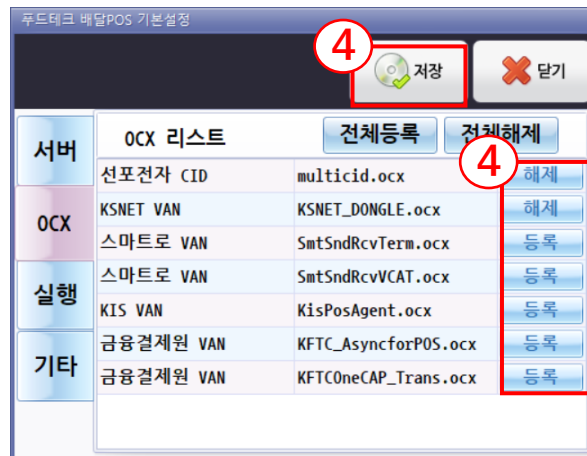 푸드테크 배달POS 기본설정
④ 저장 닫기
서버
OCX
실행
기타
OCX 리스트 전체등록 전체해제
④
선포전자 CID multicid.ocx 해제
KSNET VAN KSNET_DONGLE.ocx 해제
스마트로 VAN SmtSndRcvTerm.ocx 등록
스마트로 VAN SmtSndRcvVCAT.ocx 등록
KIS VAN KisPosAgent.ocx 등록
금융결제원 VAN KFTC_AsyncforPOS.ocx 등록
금융결제원 VAN KFTCOneCAP_Trans.ocx 등록